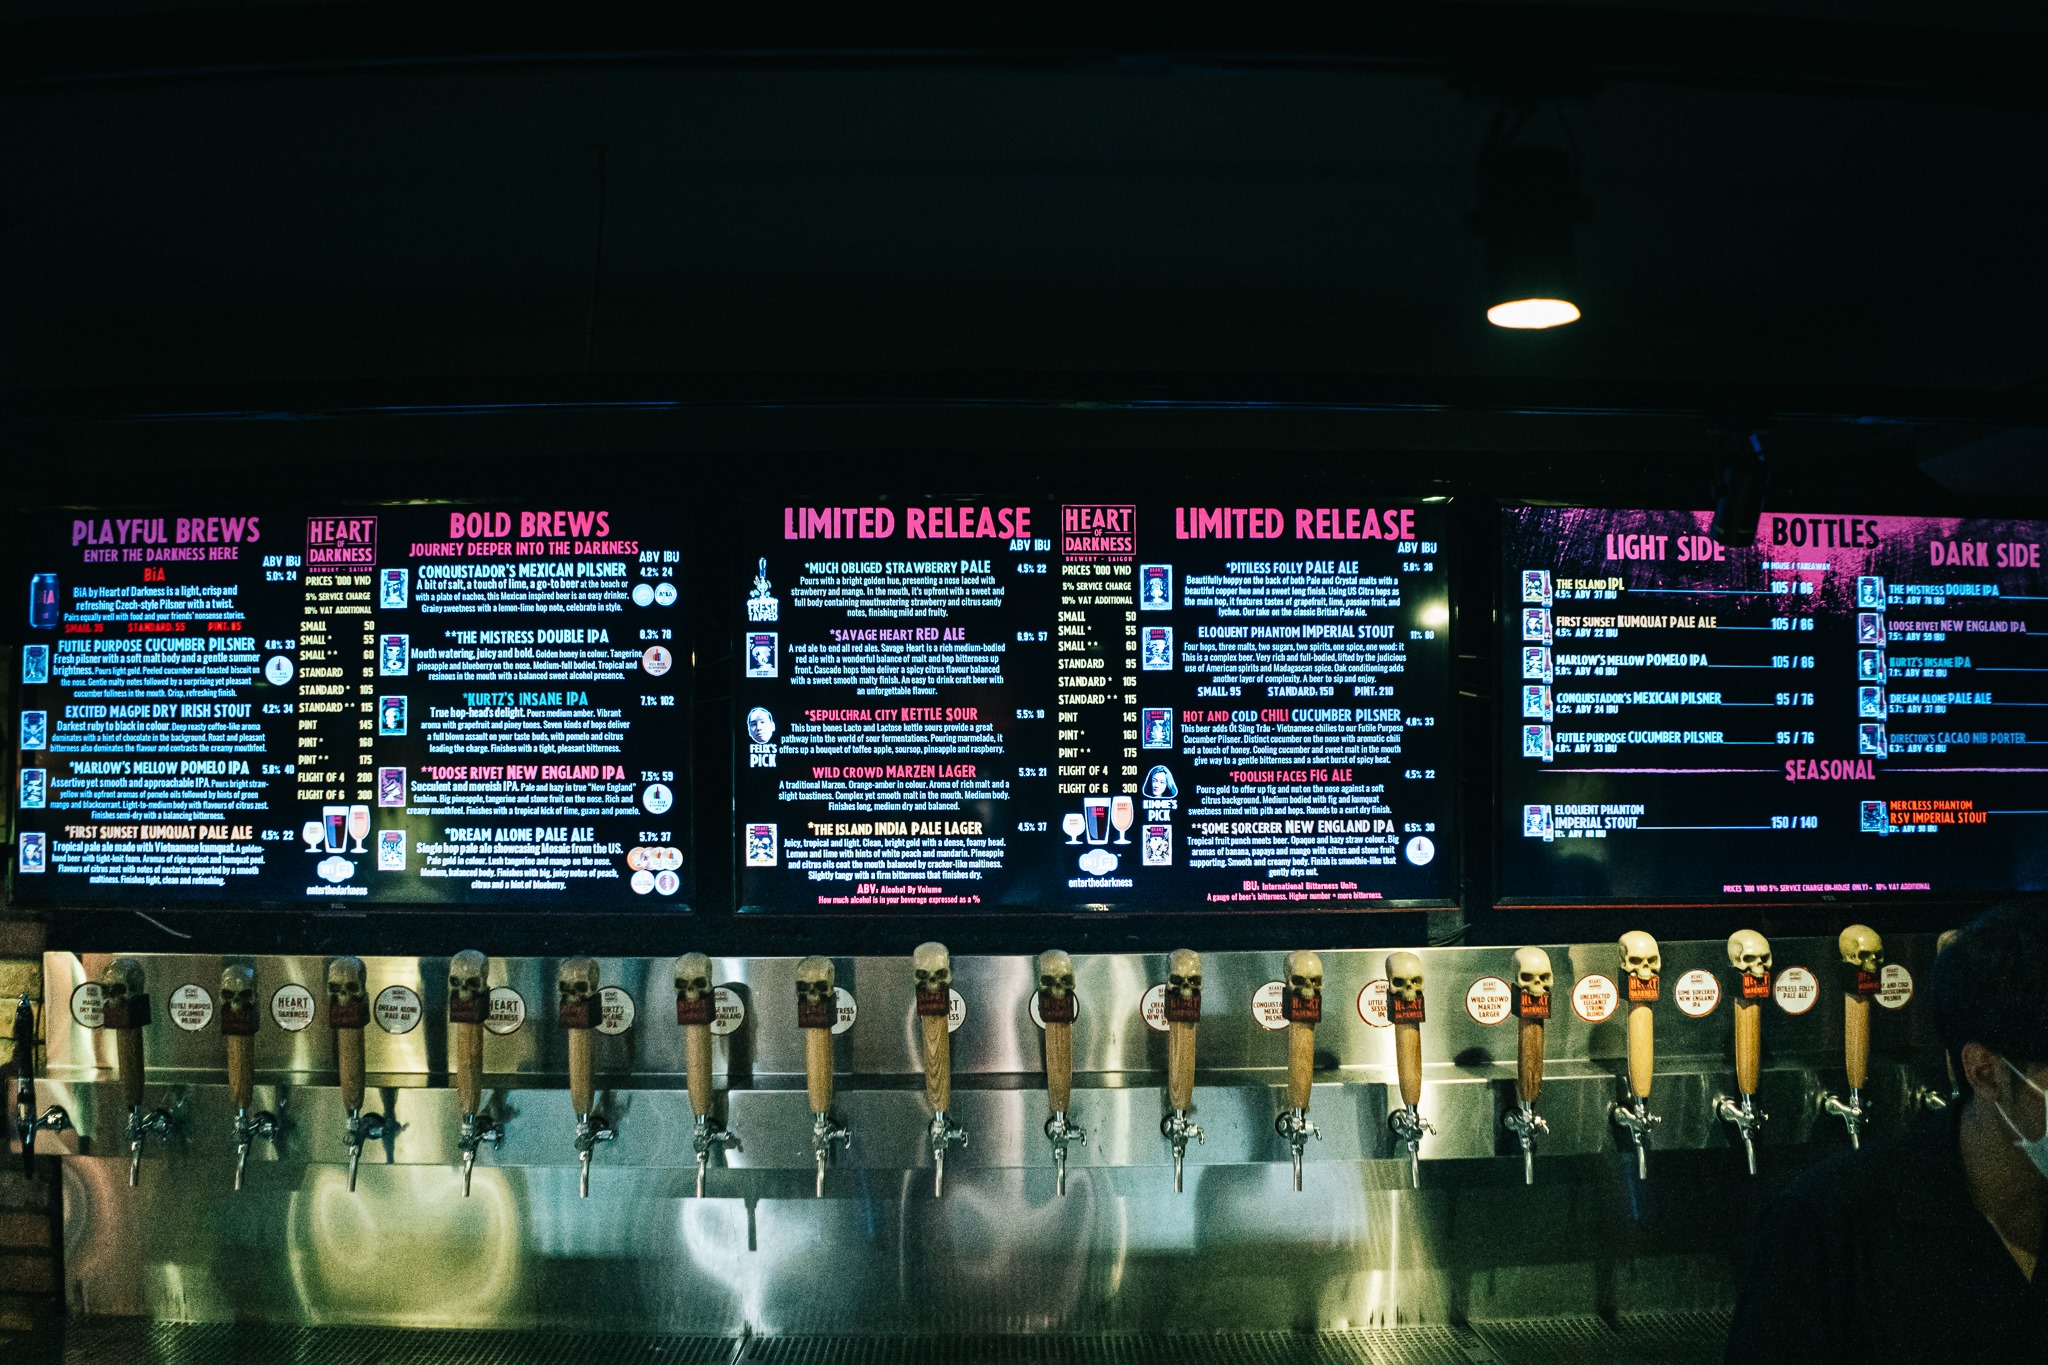 PLAYFUL BREWS
ENTER THE DARKNESS HERE
ABV IBU
BiA
5.0% 24
BiA by Heart of Darkness is a light, crisp and
refreshing Czech-style Pilsner with a twist.
Pairs equally well with food and your friends' nonsense stories.
SMALL: 35 STANDARD: 55 PINT: 85
FUTILE PURPOSE CUCUMBER PILSNER 4.8% 33
Fresh pilsner with a soft malt body and a gentle summer
brightness. Pours light gold. Peeled cucumber and toasted biscuit on
the nose. Gentle malty notes followed by a surprising yet pleasant
cucumber fullness in the mouth. Crisp, refreshing finish.
EXCITED MAGPIE DRY IRISH STOUT 4.2% 34
Darkest ruby to black in colour. Deep roasty coffee-like aroma
dominates with a hint of chocolate in the background. Roast and pleasant
bitterness also dominates the flavour and contrasts the creamy mouthfeel.
*MARLOW'S MELLOW POMELO IPA 5.0% 40
Assertive yet smooth and approachable IPA. Pours bright straw-
yellow with upfront aromas of pomelo oils followed by hints of green
mango and blackcurrant. Light-to-medium body with flavours of citrus zest.
Finishes semi-dry with a balancing bitterness.
*FIRST SUNSET KUMQUAT PALE ALE 4.5% 22
Tropical pale ale made with Vietnamese kumquat. A golden-
hued beer with tight-knit foam. Aromas of ripe apricot and kumquat peel.
Flavours of citrus zest with notes of nectarine supported by a smooth
maltiness. Finishes light, clean and refreshing.
HEART
OF
DARKNESS
BREWERY - SAIGON
PRICES '000 VND
5% SERVICE CHARGE
10% VAT ADDITIONAL
SMALL 50
SMALL * 55
SMALL ** 60
STANDARD 95
STANDARD * 105
STANDARD ** 115
PINT 145
PINT * 160
PINT ** 175
FLIGHT OF 4 200
FLIGHT OF 6 300
Wi Fi
enterthedarkness
BOLD BREWS
JOURNEY DEEPER INTO THE DARKNESS
ABV IBU
CONQUISTADOR'S MEXICAN PILSNER 4.2% 24
A bit of salt, a touch of lime, a go-to beer at the beach or
with a plate of nachos, this Mexican inspired beer is an easy drinker.
Grainy sweetness with a lemon-lime hop note, celebrate in style.
**THE MISTRESS DOUBLE IPA 8.3% 78
Mouth watering, juicy and bold. Golden honey in colour. Tangerine,
pineapple and blueberry on the nose. Medium-full bodied. Tropical and
resinous in the mouth with a balanced sweet alcohol presence.
*KURTZ'S INSANE IPA 7.1% 102
True hop-head's delight. Pours medium amber. Vibrant
aroma with grapefruit and piney tones. Seven kinds of hops deliver
a full blown assault on your taste buds, with pomelo and citrus
leading the charge. Finishes with a tight, pleasant bitterness.
**LOOSE RIVET NEW ENGLAND IPA 7.5% 59
Succulent and moreish IPA. Pale and hazy in true "New England"
fashion. Big pineapple, tangerine and stone fruit on the nose. Rich and
creamy mouthfeel. Finishes with a tropical kick of lime, guava and pomelo.
*DREAM ALONE PALE ALE 5.7% 37
Single hop pale ale showcasing Mosaic from the US.
Pale gold in colour. Lush tangerine and mango on the nose.
Medium, balanced body. Finishes with big, juicy notes of peach,
citrus and a hint of blueberry.
TCL
LIMITED RELEASE
ABV IBU
*MUCH OBLIGED STRAWBERRY PALE 4.5% 22
Pours with a bright golden hue, presenting a nose laced with
strawberry and mango. In the mouth, it's upfront with a sweet and
full body containing mouthwatering strawberry and citrus candy
notes, finishing mild and fruity.
FRESH
TAPPED
*SAVAGE HEART RED ALE 6.9% 57
A red ale to end all red ales. Savage Heart is a rich medium-bodied
red ale with a wonderful balance of malt and hop bitterness up
front. Cascade hops then deliver a spicy citrus flavour balanced
with a sweet smooth malty finish. An easy to drink craft beer with
an unforgettable flavour.
*SEPULCHRAL CITY KETTLE SOUR 5.5% 10
This bare bones Lacto and Lactose kettle sours provide a great
pathway into the world of sour fermentations. Pouring marmelade, it
offers up a bouquet of toffee apple, soursop, pineapple and raspberry.
FELIX'S
PICK
WILD CROWD MARZEN LAGER 5.3% 21
A traditional Marzen. Orange-amber in colour. Aroma of rich malt and a
slight toastiness. Complex yet smooth malt in the mouth. Medium body.
Finishes long, medium dry and balanced.
*THE ISLAND INDIA PALE LAGER 4.5% 37
Juicy, tropical and light. Clean, bright gold with a dense, foamy head.
Lemon and lime with hints of white peach and mandarin. Pineapple
and citrus oils coat the mouth balanced by cracker-like maltiness.
Slightly tangy with a firm bitterness that finishes dry.
ABV: Alcohol By Volume
How much alcohol is in your beverage expressed as a %
HEART
OF
DARKNESS
BREWERY - SAIGON
PRICES '000 VND
5% SERVICE CHARGE
10% VAT ADDITIONAL
SMALL 50
SMALL * 55
SMALL ** 60
STANDARD 95
STANDARD * 105
STANDARD ** 115
PINT 145
PINT * 160
PINT ** 175
FLIGHT OF 4 200
FLIGHT OF 6 300
Wi Fi
enterthedarkness
TCL
LIMITED RELEASE
ABV IBU
*PITILESS FOLLY PALE ALE 5.8% 38
Beautifully hoppy on the back of both Pale and Crystal malts with a
beautiful copper hue and a sweet long finish. Using US Citra hops as
the main hop, it features tastes of grapefruit, lime, passion fruit, and
lychee. Our take on the classic British Pale Ale.
ELOQUENT PHANTOM IMPERIAL STOUT 11% 80
Four hops, three malts, two sugars, two spirits, one spice, one wood: it
This is a complex beer. Very rich and full-bodied, lifted by the judicious
use of American spirits and Madagascan spice. Oak conditioning adds
another layer of complexity. A beer to sip and enjoy.
SMALL: 95 STANDARD: 150 PINT: 210
HOT AND COLD CHILI CUCUMBER PILSNER 4.8% 33
This beer adds Ớt Sừng Trâu - Vietnamese chilies to our Futile Purpose
Cucumber Pilsner. Distinct cucumber on the nose with aromatic chili
and a touch of honey. Cooling cucumber and sweet malt in the mouth
give way to a gentle bitterness and a short burst of spicy heat.
*FOOLISH FACES FIG ALE 4.5% 22
Pours gold to offer up fig and nut on the nose against a soft
citrus background. Medium bodied with fig and kumquat
sweetness mixed with pith and hops. Rounds to a curt dry finish.
KIMMIE'S
PICK
**SOME SORCERER NEW ENGLAND IPA 6.5% 30
Tropical fruit punch meets beer. Opaque and hazy straw colour. Big
aromas of banana, papaya and mango with citrus and stone fruit
supporting. Smooth and creamy body. Finish is smoothie-like that
gently drys out.
IBU: International Bitterness Units
A gauge of beer's bitterness. Higher number = more bitterness.
BOTTLES
IN HOUSE / TAKEAWAY
LIGHT SIDE
THE ISLAND IPL 105 / 86
4.5% ABV 37 IBU
FIRST SUNSET KUMQUAT PALE ALE 105 / 86
4.5% ABV 22 IBU
MARLOW'S MELLOW POMELO IPA 105 / 86
5.0% ABV 40 IBU
CONQUISTADOR'S MEXICAN PILSNER 95 / 76
4.2% ABV 24 IBU
FUTILE PURPOSE CUCUMBER PILSNER 95 / 76
4.8% ABV 33 IBU
DARK SIDE
THE MISTRESS DOUBLE IPA
8.3% ABV 78 IBU
LOOSE RIVET NEW ENGLAND IPA
7.5% ABV 59 IBU
KURTZ'S INSANE IPA
7.1% ABV 102 IBU
DREAM ALONE PALE ALE
5.7% ABV 37 IBU
DIRECTOR'S CACAO NIB PORTER
6.3% ABV 45 IBU
SEASONAL
ELOQUENT PHANTOM
IMPERIAL STOUT 150 / 140
11% ABV 80 IBU
MERCILESS PHANTOM
RSV IMPERIAL STOUT
PRICES '000 VND 5% SERVICE CHARGE (IN-HOUSE ONLY) - 10% VAT ADDITIONAL
TCL
FUTILE PURPOSE
CUCUMBER
PILSNER
HEART
DARKNESS
DREAM ALONE
PALE ALE
WILD CROWD
MARZEN
LARGER
UNEXPECTED
ELEGANCE
STRONG
BLONDE
SOME SORCERER
NEW ENGLAND
IPA
PITILESS FOLLY
PALE ALE